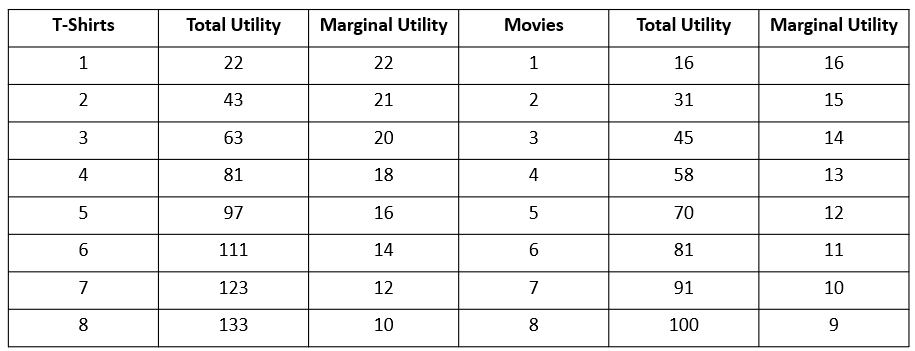 T-Shirts Total Utility Marginal Utility Movies Total Utility Marginal Utility
1 22 22 1 16 16
2 43 21 2 31 15
3 63 20 3 45 14
4 81 18 4 58 13
5 97 16 5 70 12
6 111 14 6 81 11
7 123 12 7 91 10
8 133 10 8 100 9